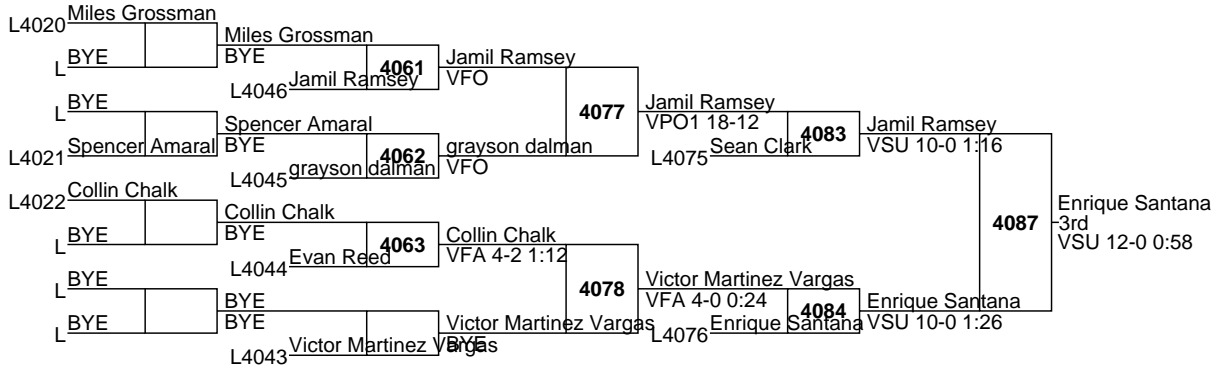 Miles Grossman
L4020
BYE
L
Miles Grossman
BYE
4061
Jamil Ramsey
L4046
Jamil Ramsey
VFO
BYE
L
Spencer Amaral
L4021
Spencer Amaral
BYE
4062
grayson dalman
L4045
grayson dalman
VFO
4077
Jamil Ramsey
VPO1 18-12
4083
Sean Clark
L4075
Jamil Ramsey
VSU 10-0 1:16
Collin Chalk
L4022
BYE
L
Collin Chalk
BYE
4063
Evan Reed
L4044
Collin Chalk
VFA 4-2 1:12
BYE
L
BYE
L
BYE
BYE
Victor Martinez Vargas
L4043
Victor Martinez Vargas
BYE
4078
Victor Martinez Vargas
VFA 4-0 0:24
4084
Enrique Santana
L4076
Enrique Santana
VSU 10-0 1:26
4087
Enrique Santana
3rd
VSU 12-0 0:58